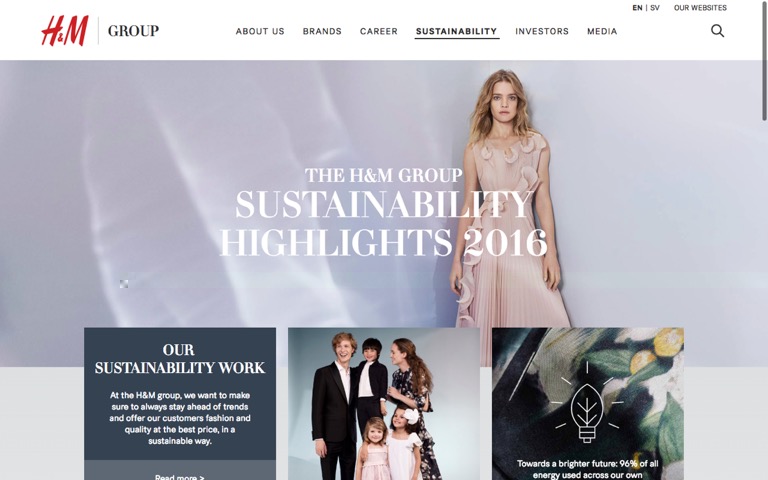 EN | SV OUR WEBSITES
H&M GROUP ABOUT US BRANDS CAREER SUSTAINABILITY INVESTORS MEDIA
THE H&M GROUP
SUSTAINABILITY
HIGHLIGHTS 2016
OUR
SUSTAINABILITY WORK
At the H&M group, we want to make
sure to always stay ahead of trends
and offer our customers fashion and
quality at the best price, in a
sustainable way.
Read more >
Towards a brighter future: 96% of all
energy used across our own